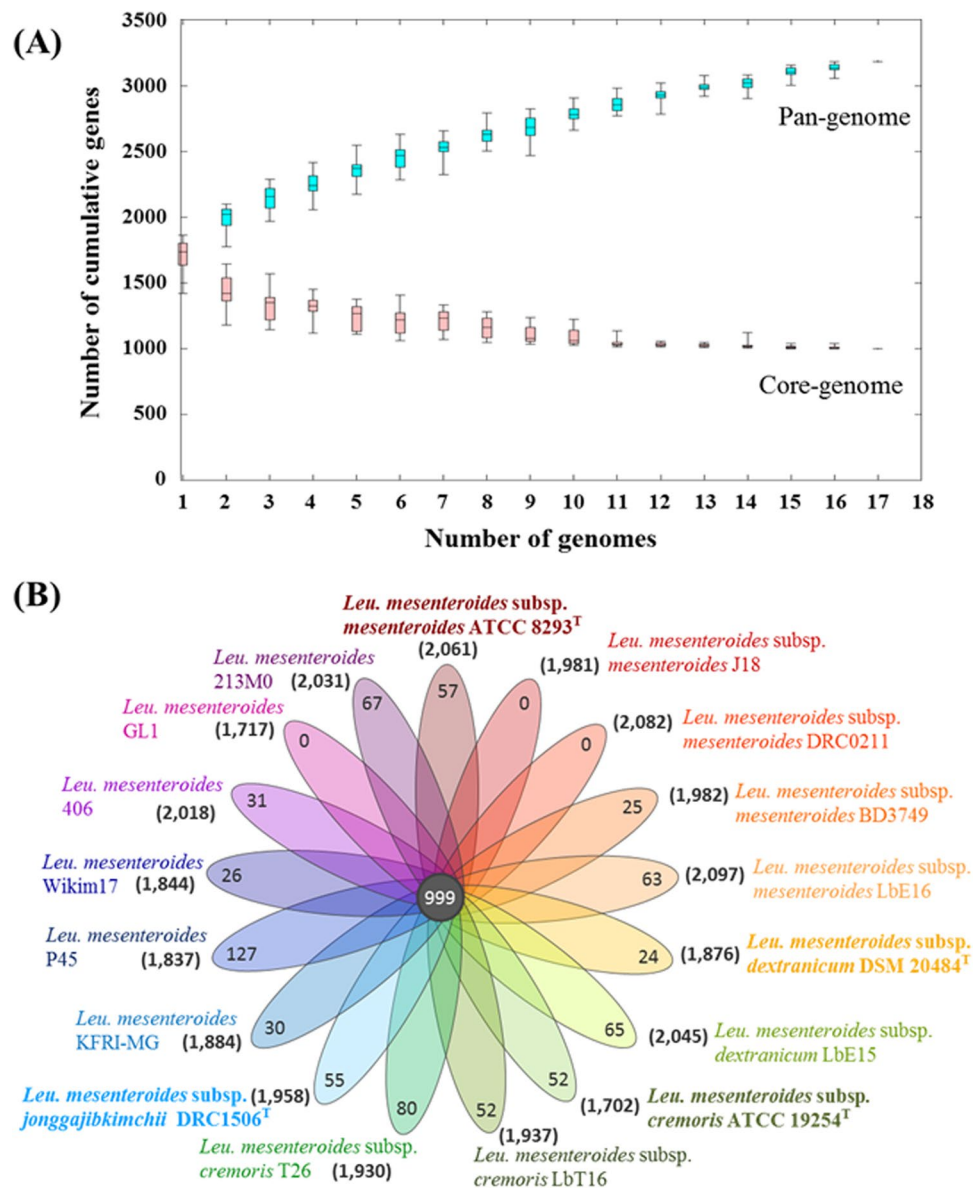 (A)
3500
3000
2500
2000
1500
1000
500
0
Number of cumulative genes
Pan-genome
Core-genome
1 2 3 4 5 6 7 8 9 10 11 12 13 14 15 16 17 18
Number of genomes
(B)
Leu. mesenteroides subsp.
mesenteroides ATCC 8293T
(2,061)
57
Leu. mesenteroides subsp.
mesenteroides J18
(1,981)
0
Leu. mesenteroides subsp.
mesenteroides DRC0211
(2,082)
0
Leu. mesenteroides subsp.
mesenteroides BD3749
(1,982)
25
Leu. mesenteroides subsp.
mesenteroides LbE16
(2,097)
63
Leu. mesenteroides subsp.
dextranicum DSM 20484T
(1,876)
24
Leu. mesenteroides subsp.
dextranicum LbE15
(2,045)
65
Leu. mesenteroides subsp.
cremoris ATCC 19254T
(1,702)
52
Leu. mesenteroides subsp.
cremoris LbT16
(1,937)
52
Leu. mesenteroides subsp.
cremoris T26
(1,930)
80
Leu. mesenteroides subsp.
jonggajibkimchii DRC1506T
(1,958)
55
Leu. mesenteroides
KFRI-MG
(1,884)
30
Leu. mesenteroides
P45
(1,837)
127
Leu. mesenteroides
Wikim17
(1,844)
26
Leu. mesenteroides
406
(2,018)
31
Leu. mesenteroides
GL1
(1,717)
0
Leu. mesenteroides
213M0
(2,031)
67
999